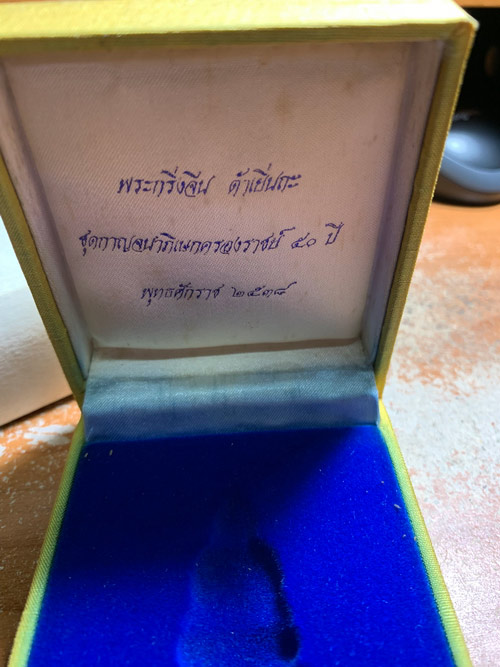 พระกริ่งจีน ต้าเยิ่นถะ
ชุดกาญจนาภิเษกครองราชย์ ๕๐ ปี
พุทธศักราช ๒๕๓๘